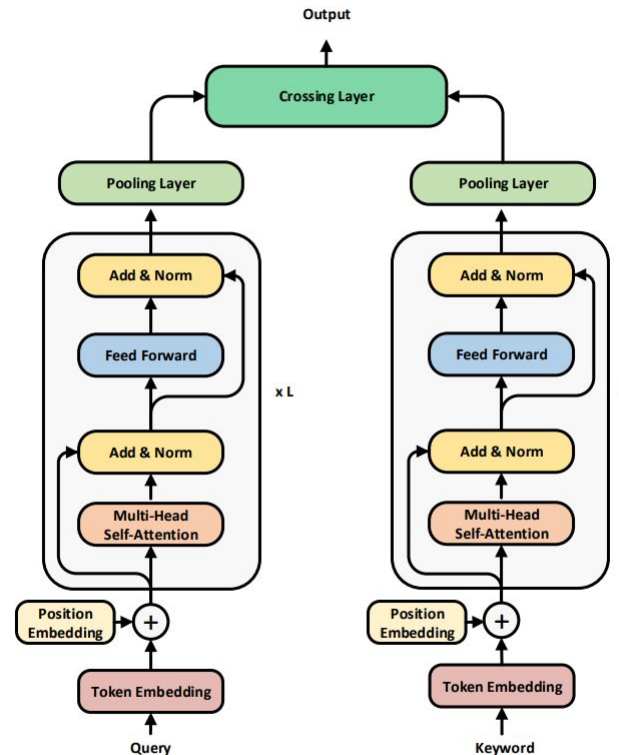 Output
Crossing Layer
Pooling Layer
Pooling Layer
Add & Norm
Add & Norm
Feed Forward
Feed Forward
x L
Add & Norm
Add & Norm
Multi-Head
Self-Attention
Multi-Head
Self-Attention
Position
Embedding
+
Position
Embedding
+
Token Embedding
Token Embedding
Query
Keyword